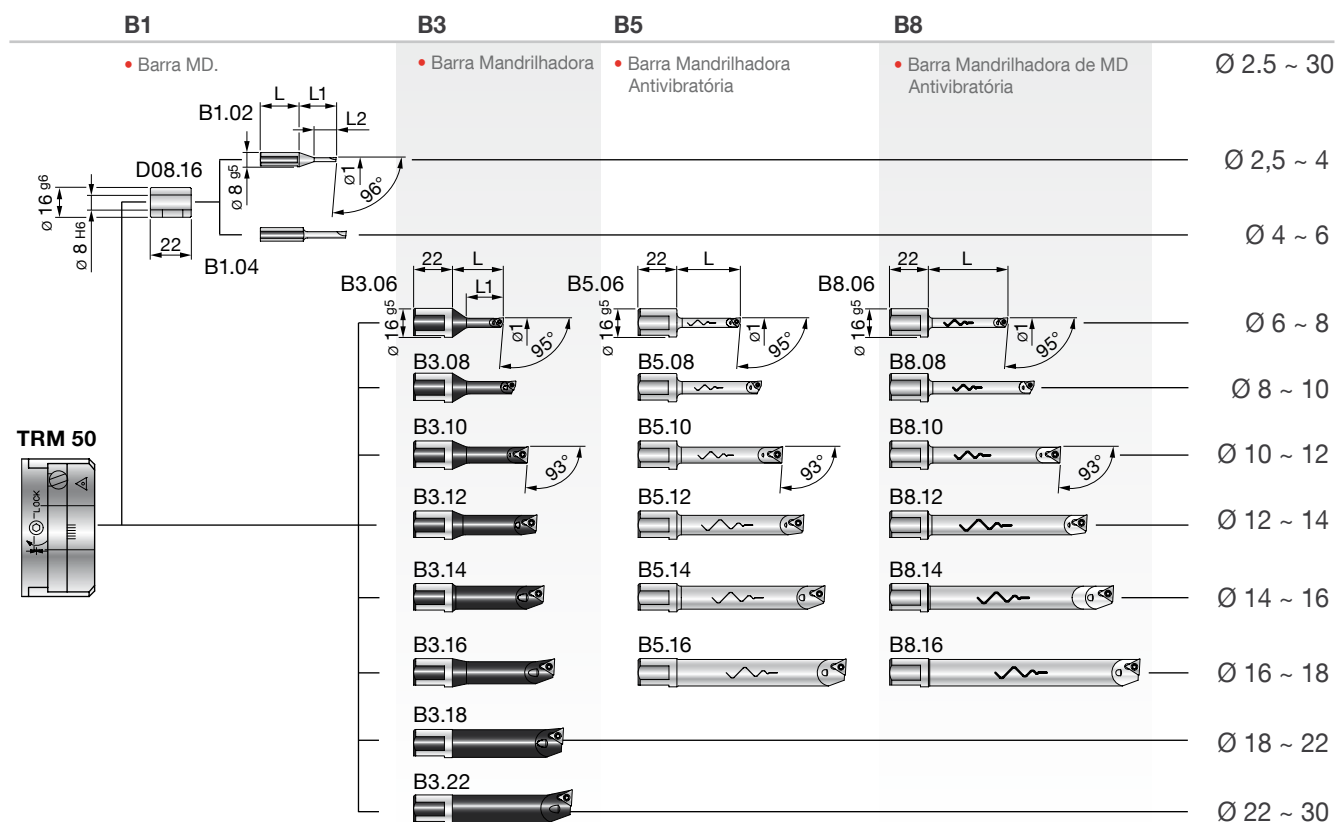 B1 B3 B5 B8
• Barra MD.
• Barra Mandrilhadora
• Barra Mandrilhadora
Antivibratória
• Barra Mandrilhadora de MD
Antivibratória
Ø 2.5 ~ 30
B1.02
L L1
L2
Ø 8 g5
Ø1
96°
Ø 2,5 ~ 4
D08.16
Ø 16 g6
Ø 8 H6
22
B1.04
Ø 4 ~ 6
B3.06
22 L
L1
Ø 16 g5
Ø1
95°
B5.06
22 L
Ø 16 g5
Ø1
95°
B8.06
22 L
Ø 16 g5
Ø1
95°
Ø 6 ~ 8
B3.08 B5.08 B8.08
Ø 8 ~ 10
TRM 50
LOCK
B3.10 B5.10 B8.10
93° 93° 93°
Ø 10 ~ 12
B3.12 B5.12 B8.12
Ø 12 ~ 14
B3.14 B5.14 B8.14
Ø 14 ~ 16
B3.16 B5.16 B8.16
Ø 16 ~ 18
B3.18
Ø 18 ~ 22
B3.22
Ø 22 ~ 30